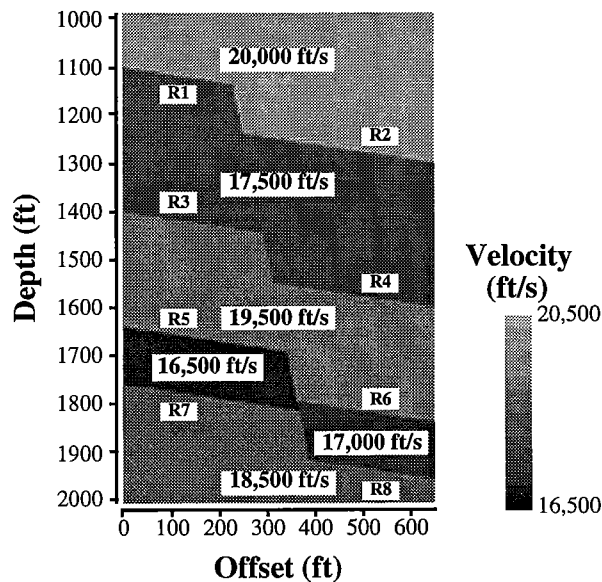 1000
20,000 ft/s
1100
R1
1200
R2
1300
17,500 ft/s
R3
1400
1500
R4
1600
19,500 ft/s
R5
1700
16,500 ft/s
1800
R7
R6
17,000 ft/s
1900
18,500 ft/s
R8
2000
Depth (ft)
0 100 200 300 400 500 600
Offset (ft)
Velocity
(ft/s)
20,500
16,500